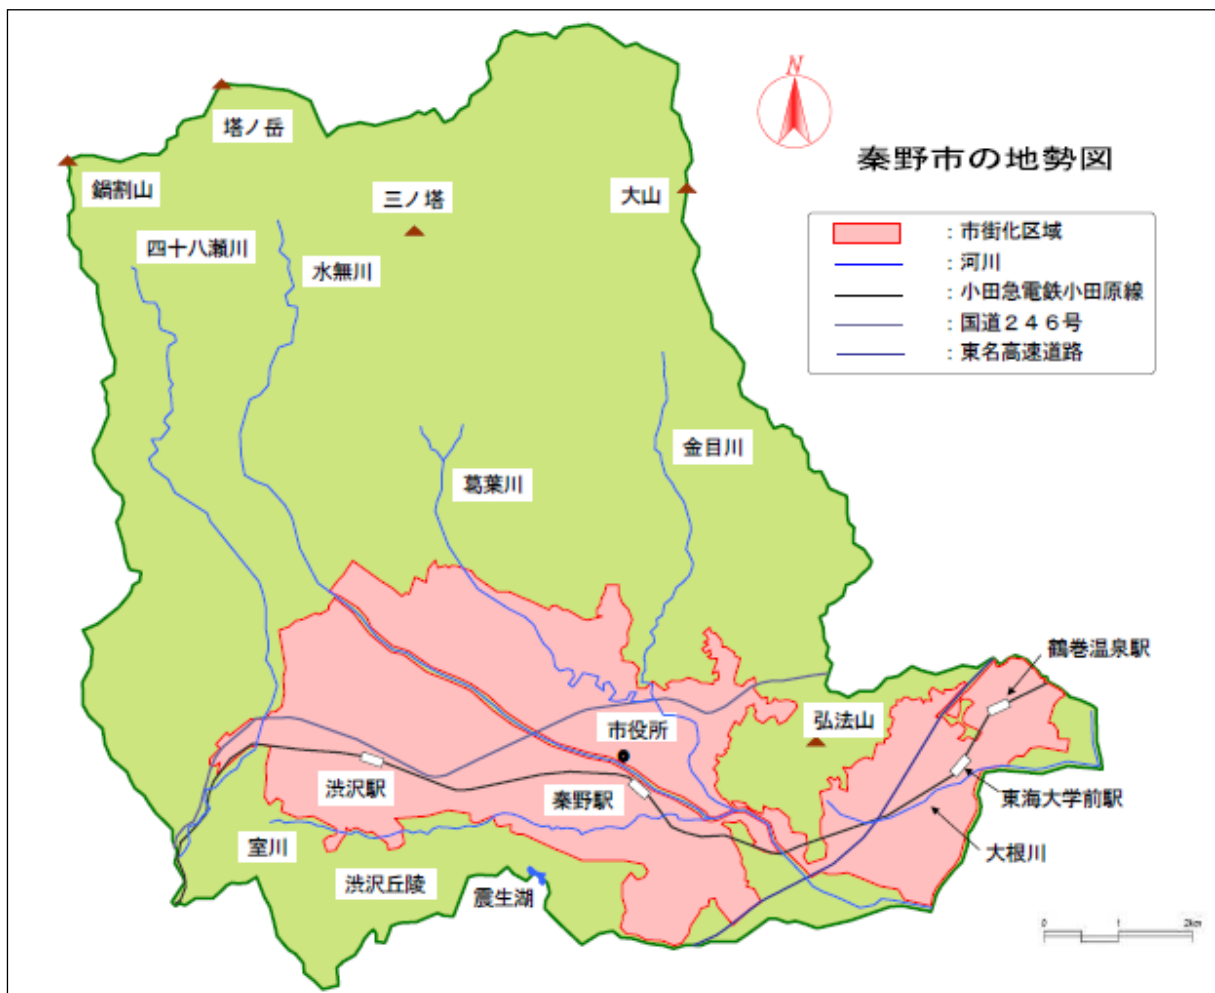 N
秦野市の地勢図
：市街化区域
：河川
：小田急電鉄小田原線
：国道２４６号
：東名高速道路
塔ノ岳
鍋割山
三ノ塔
大山
四十八瀬川
水無川
金目川
葛葉川
鶴巻温泉駅
弘法山
市役所
渋沢駅
秦野駅
東海大学前駅
大根川
室川
渋沢丘陵
震生湖
0 1 2km